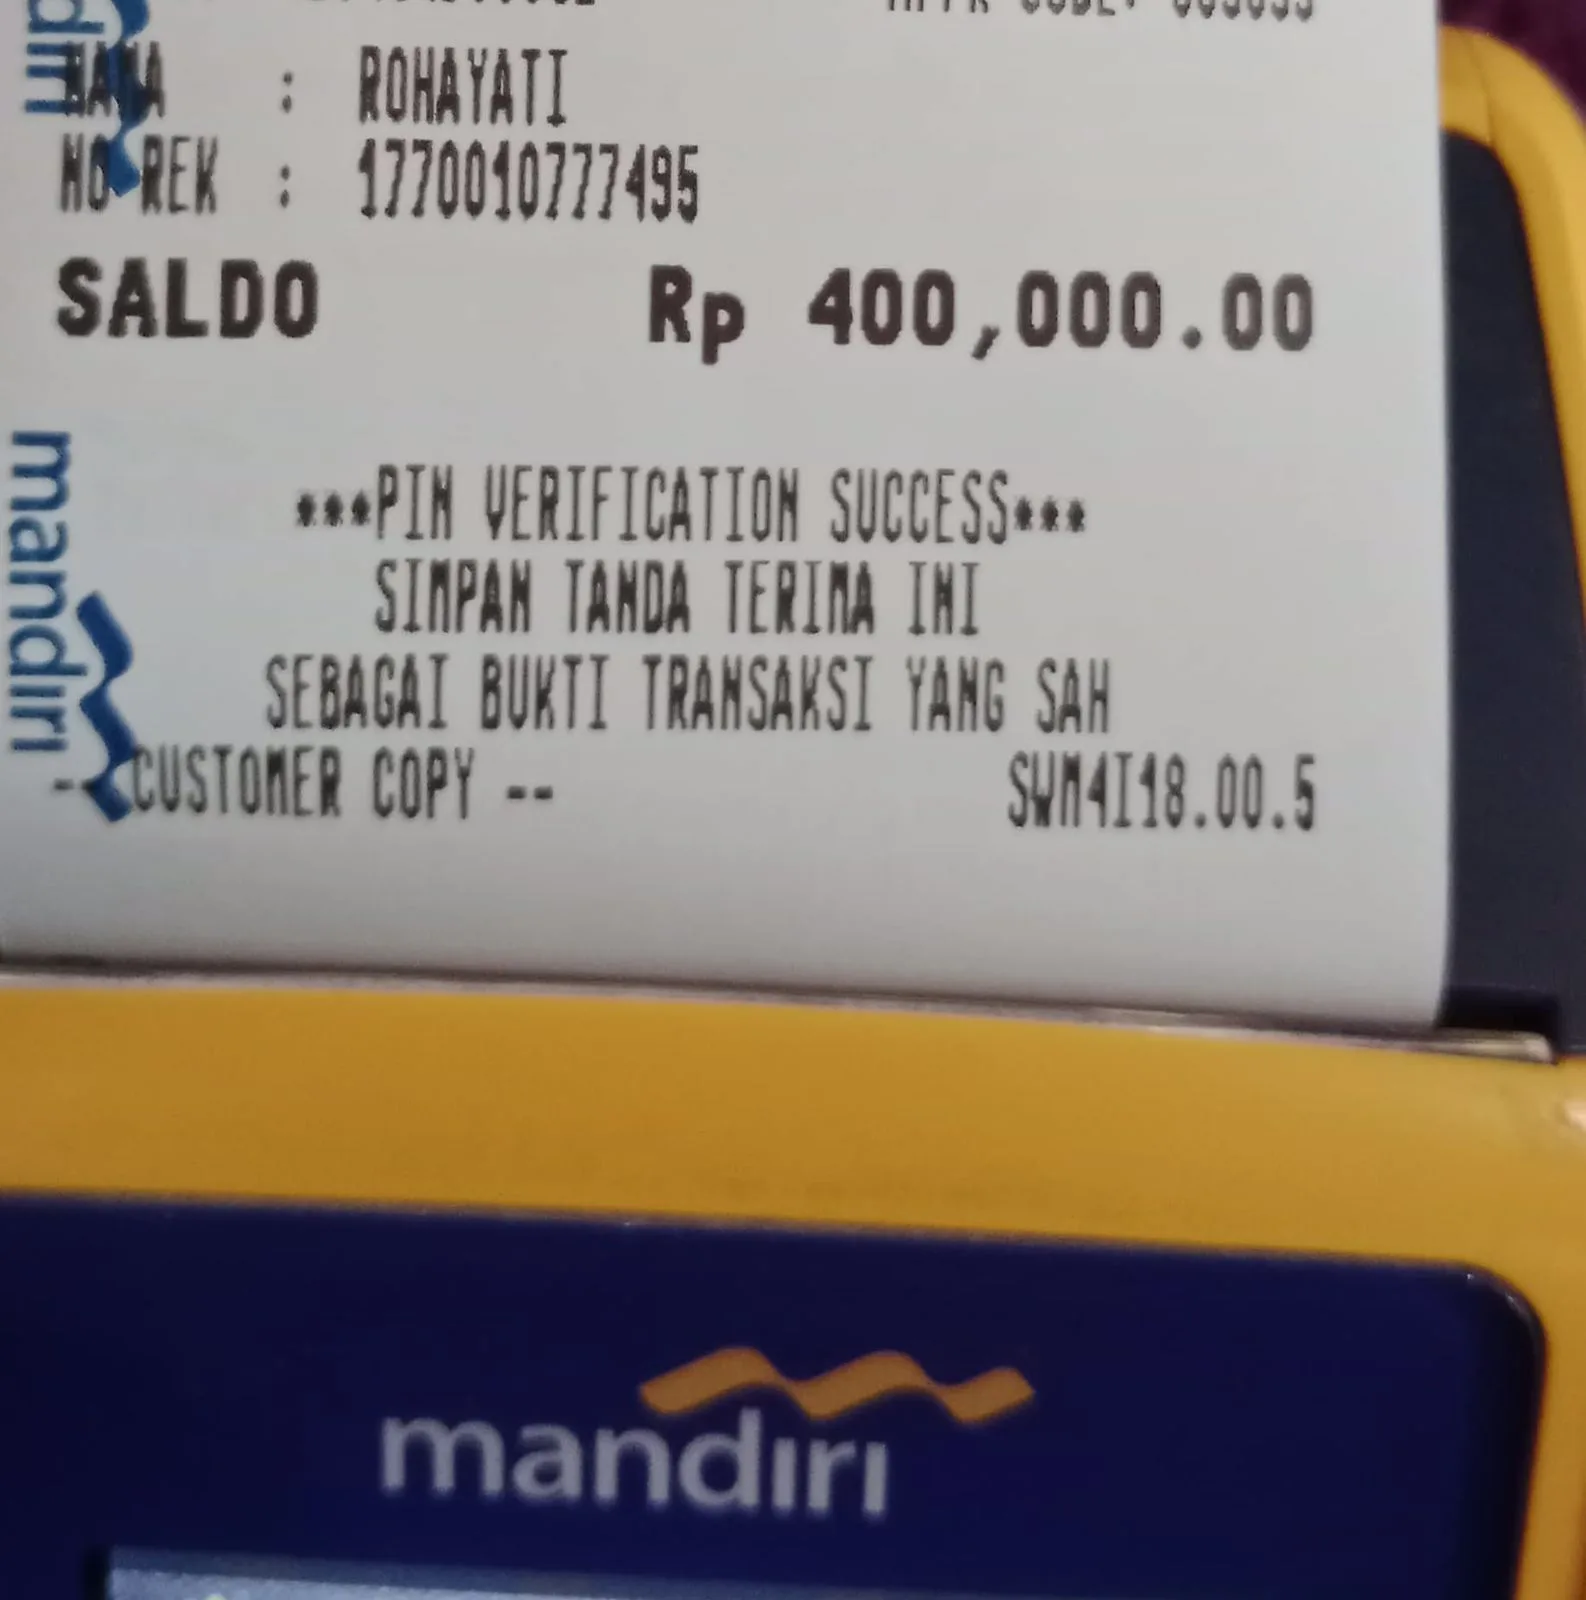 NAMA : ROHAYATI
NO REK : 1770010777495
SALDO Rp 400,000.00
***PIN VERIFICATION SUCCESS***
SIMPAN TANDA TERIMA INI
SEBAGAI BUKTI TRANSAKSI YANG SAH
-- CUSTOMER COPY -- SWM4I18.00.5
mandiri
mandiri